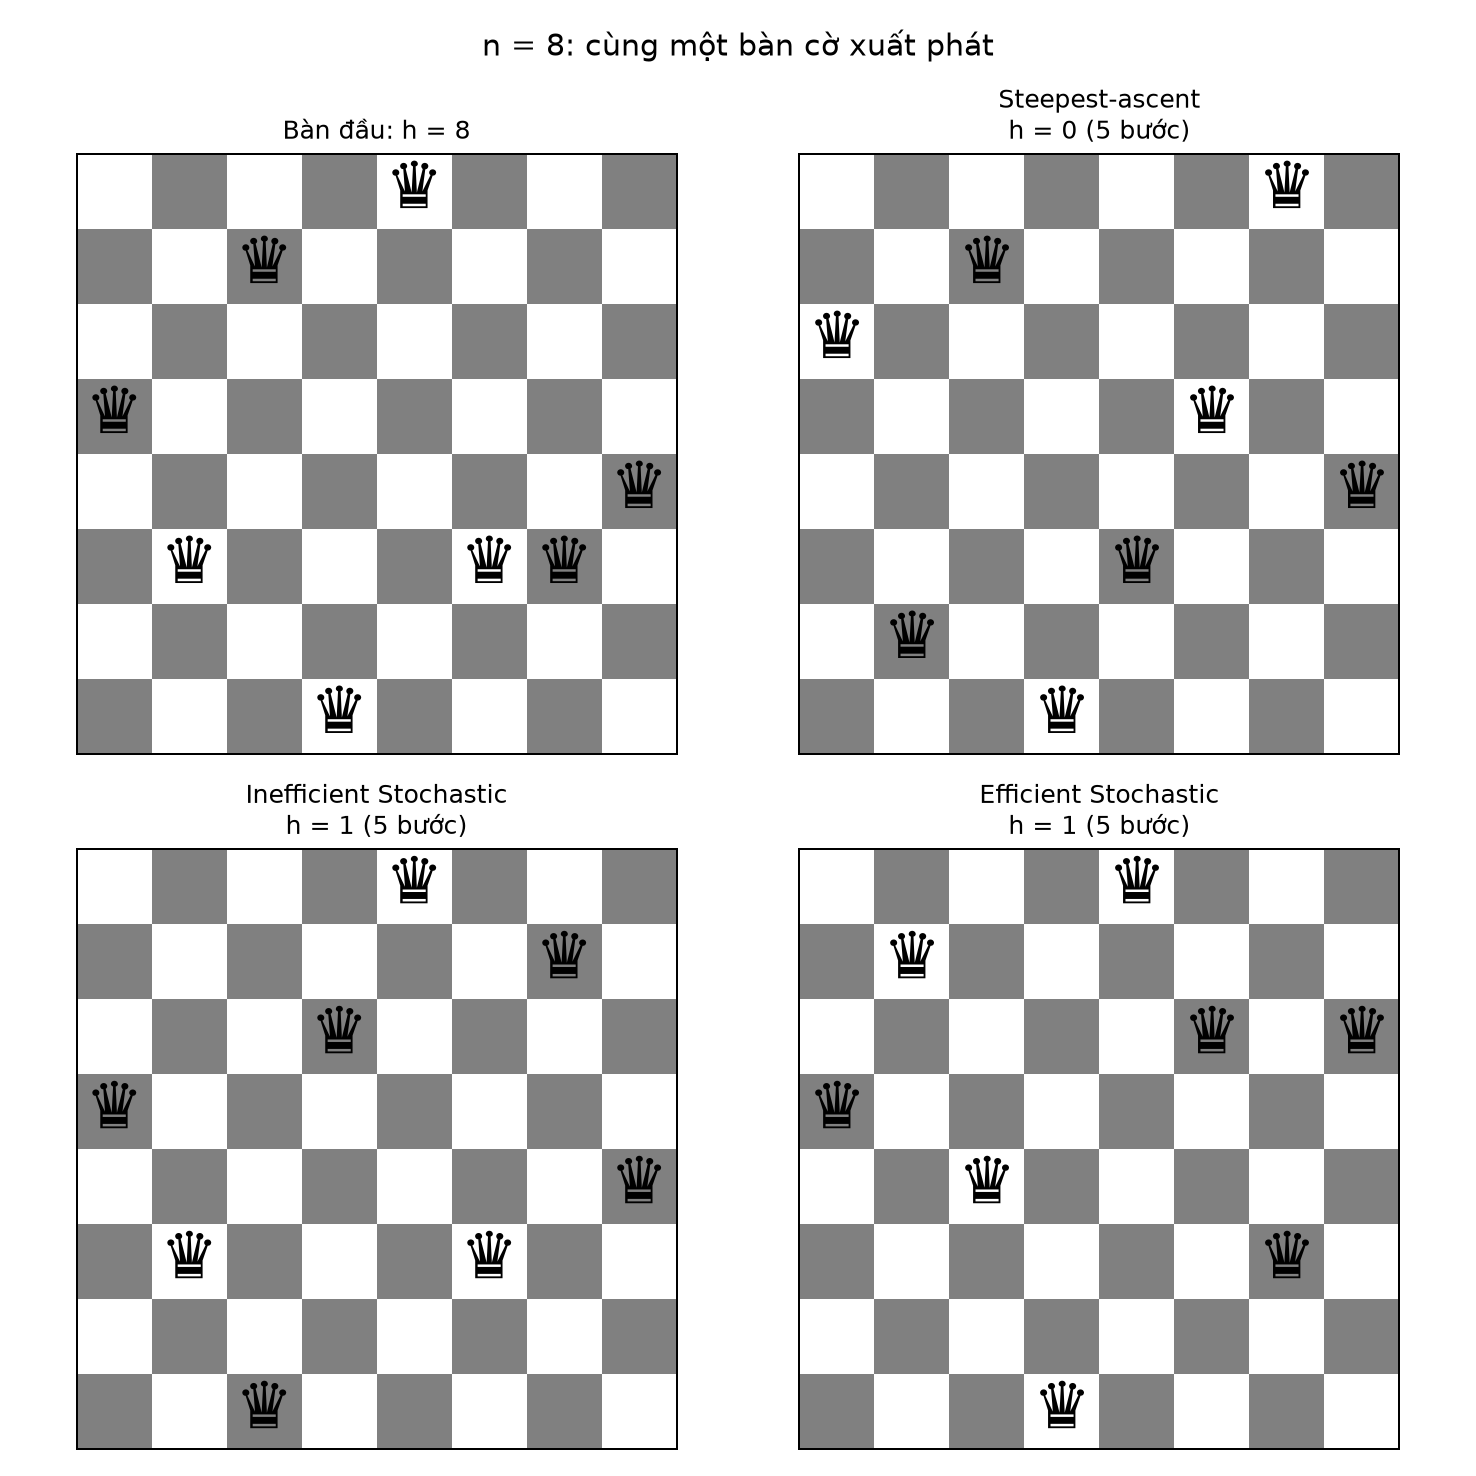 n = 8: cùng một bàn cờ xuất phát
Bàn đầu: h = 8
Steepest-ascent
h = 0 (5 bước)
Inefficient Stochastic
h = 1 (5 bước)
Efficient Stochastic
h = 1 (5 bước)